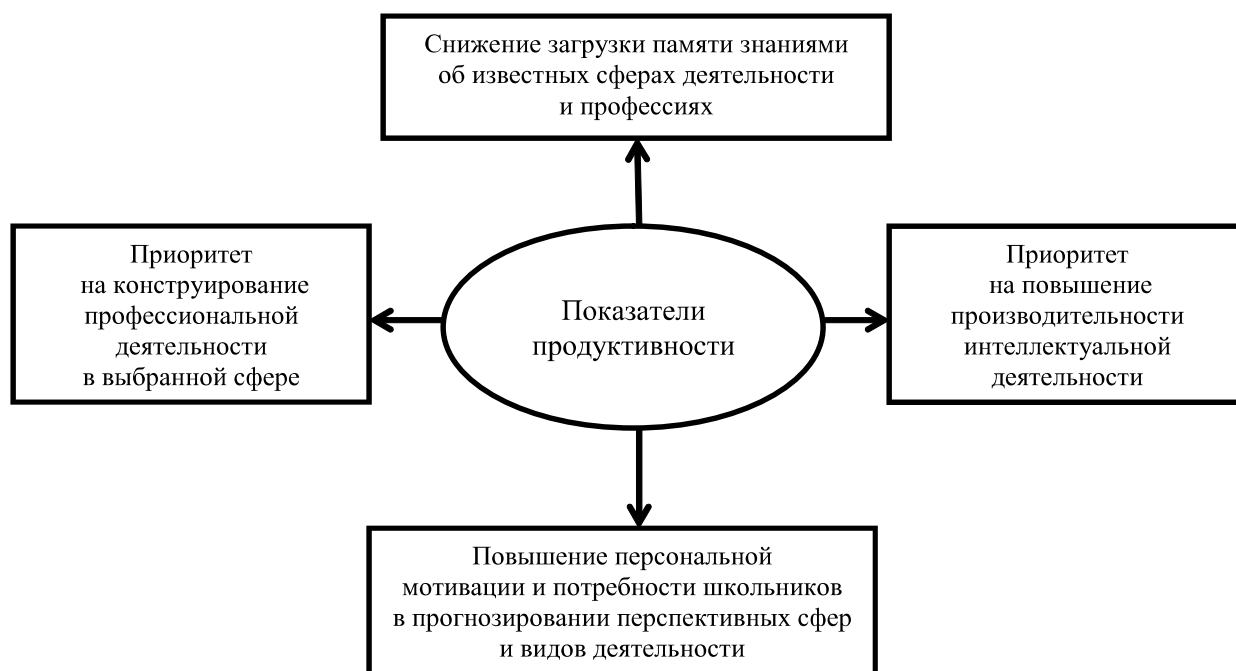 Снижение загрузки памяти знаниями
об известных сферах деятельности
и профессиях
Приоритет
на конструирование
профессиональной
деятельности
в выбранной сфере
Показатели
продуктивности
Приоритет
на повышение
производительности
интеллектуальной
деятельности
Повышение персональной
мотивации и потребности школьников
в прогнозировании перспективных сфер
и видов деятельности